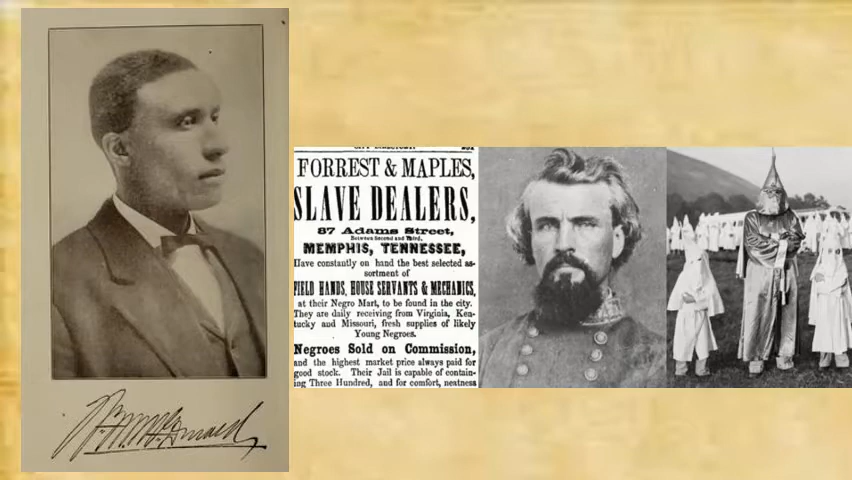 FORREST & MAPLES,
SLAVE DEALERS,
87 Adams Street,
Between Second and Third,
MEMPHIS, TENNESSEE,
Have constantly on hand the best selected as-
sortment of
FIELD HANDS, HOUSE SERVANTS & MECHANICS,
at their Negro Mart, to be found in the city.
They are daily receiving from Virginia, Ken-
tucky and Missouri, fresh supplies of likely
Young Negroes.
Negroes Sold on Commission,
and the highest market price always paid for
good stock. Their Jail is capable of contain-
ing Three Hundred, and for comfort, neatness